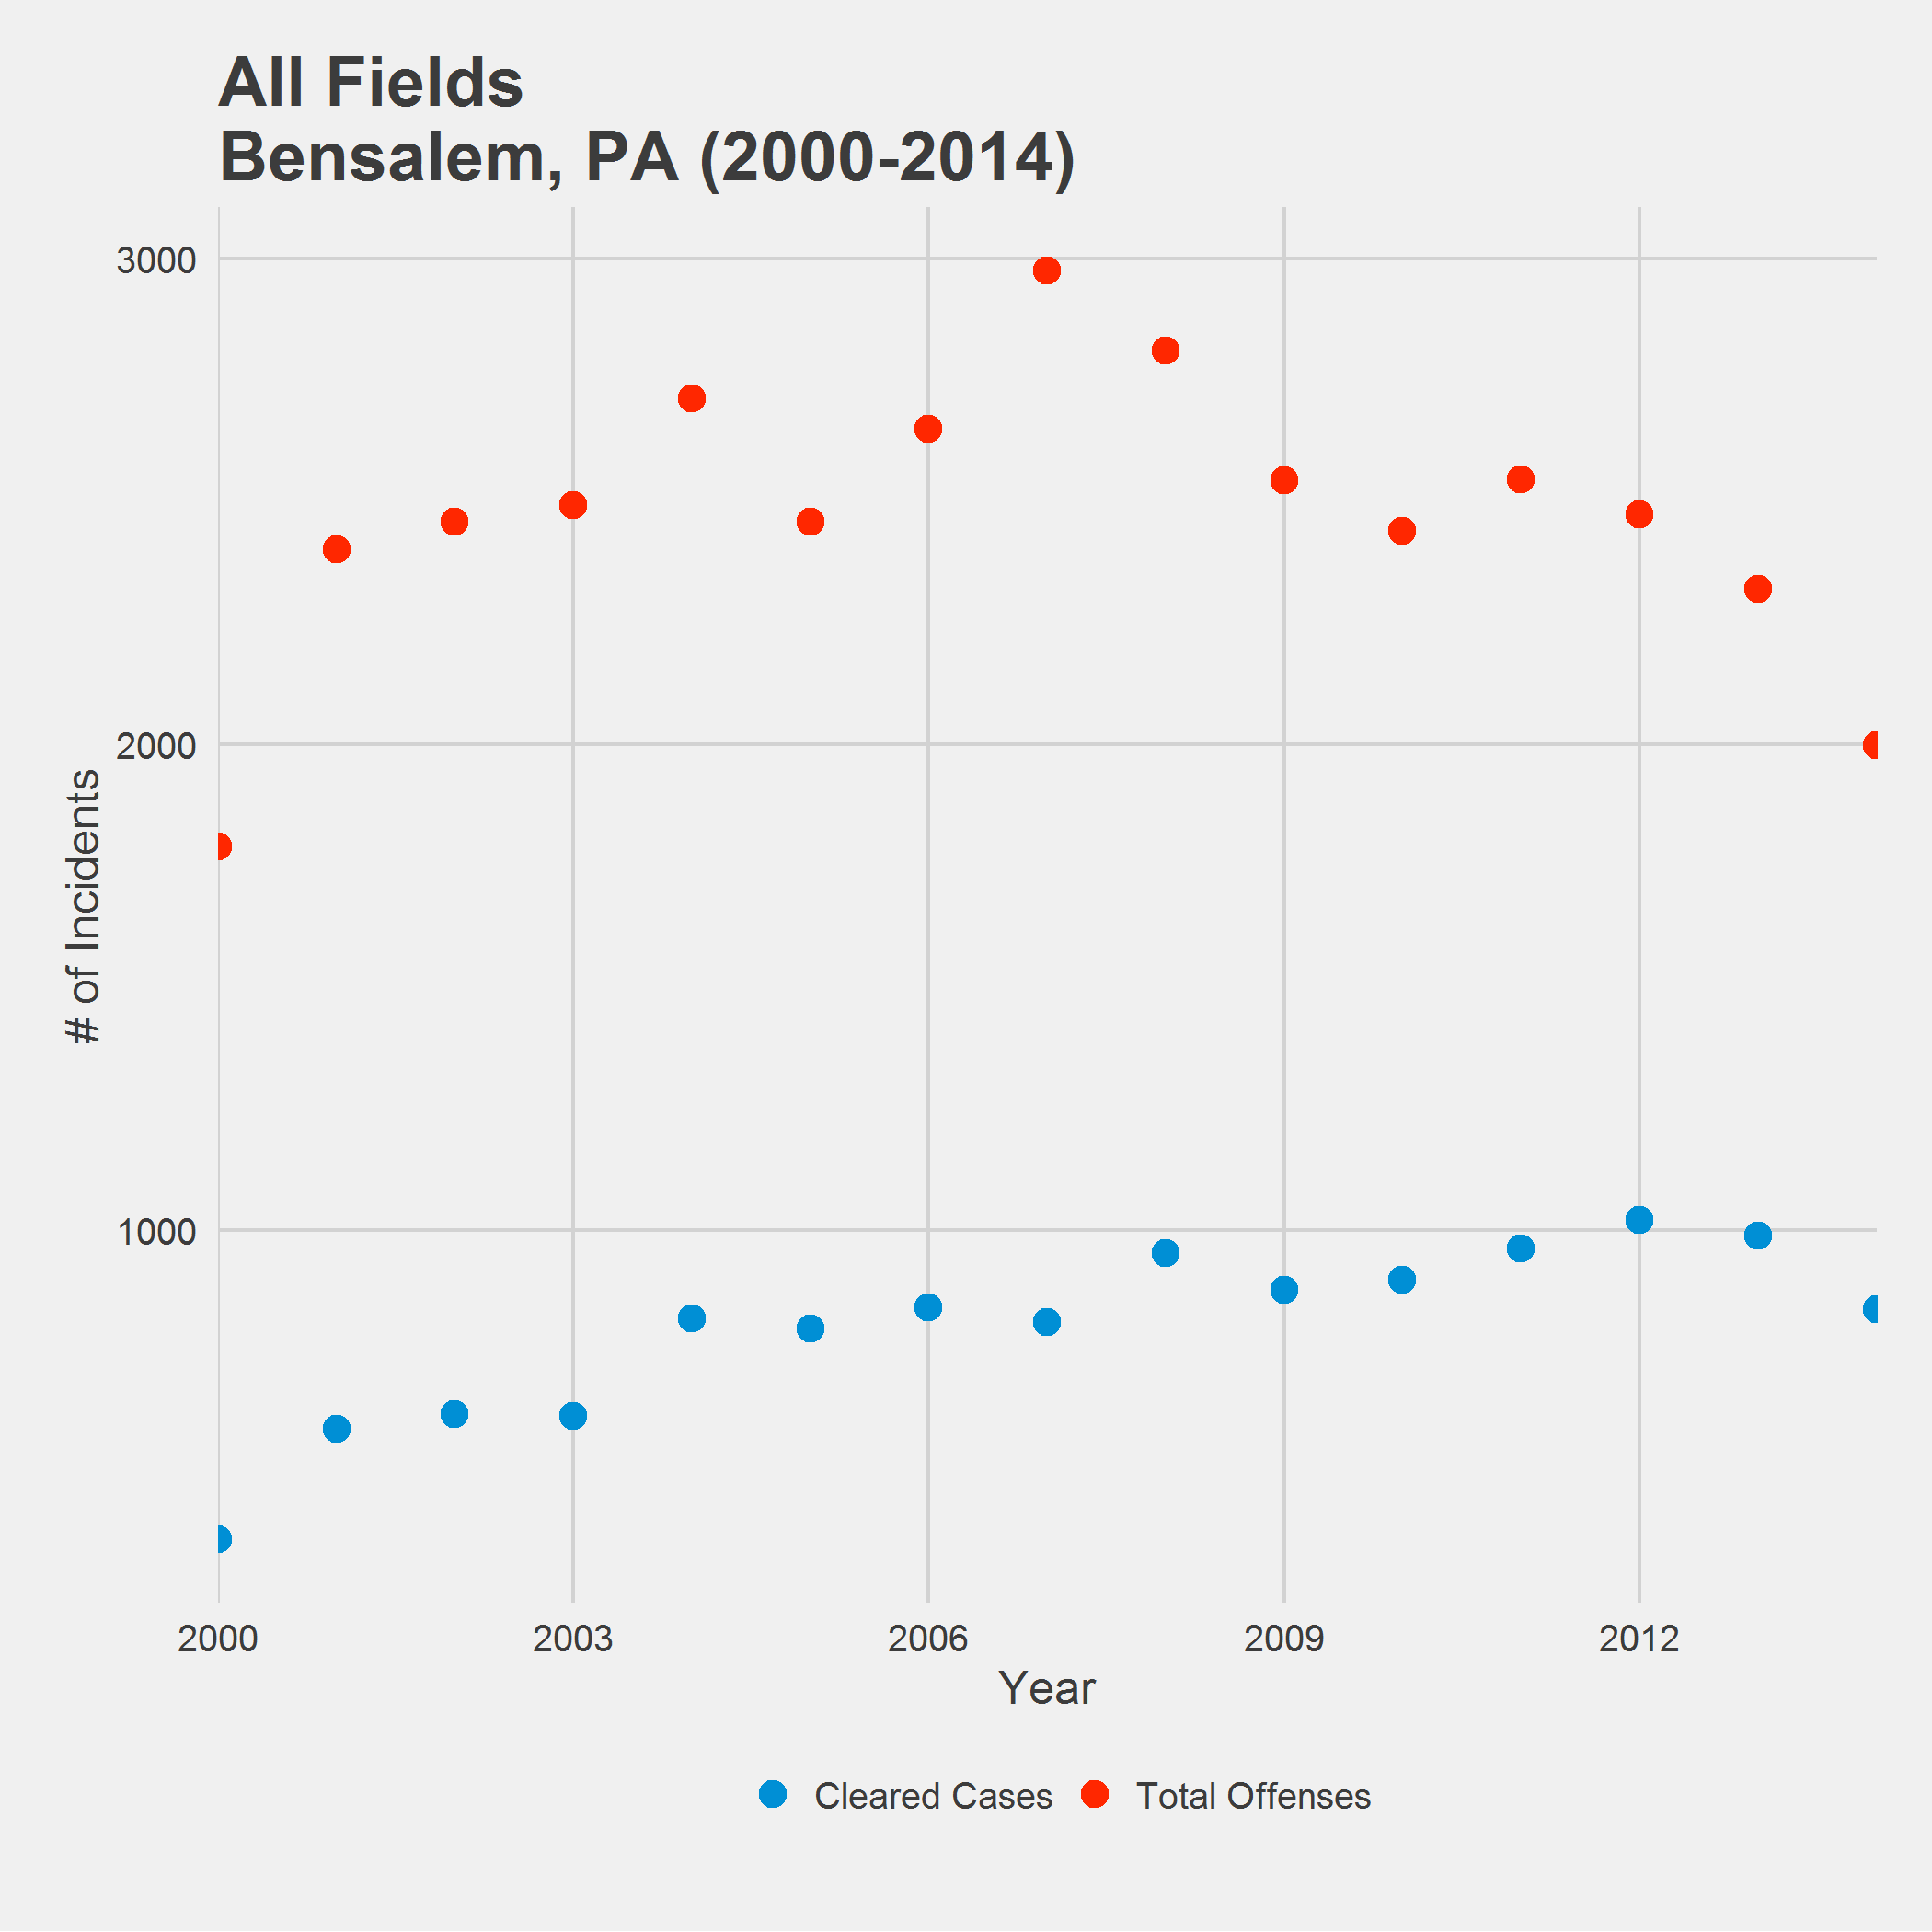 All Fields
Bensalem, PA (2000-2014)
3000
2000
1000
# of Incidents
2000 2003 2006 2009 2012
Year
Cleared Cases Total Offenses